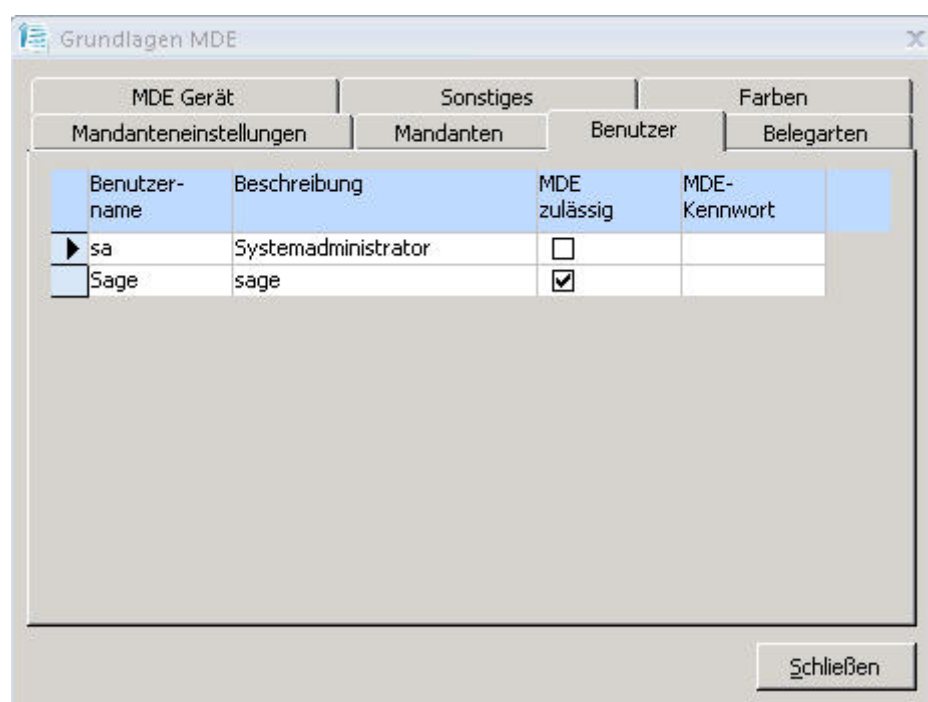 Grundlagen MDE
MDE Gerät Sonstiges Farben
Mandanteneinstellungen Mandanten Benutzer Belegarten
Benutzer- Beschreibung MDE MDE-
name zulässig Kennwort
sa Systemadministrator
Sage sage
Schließen